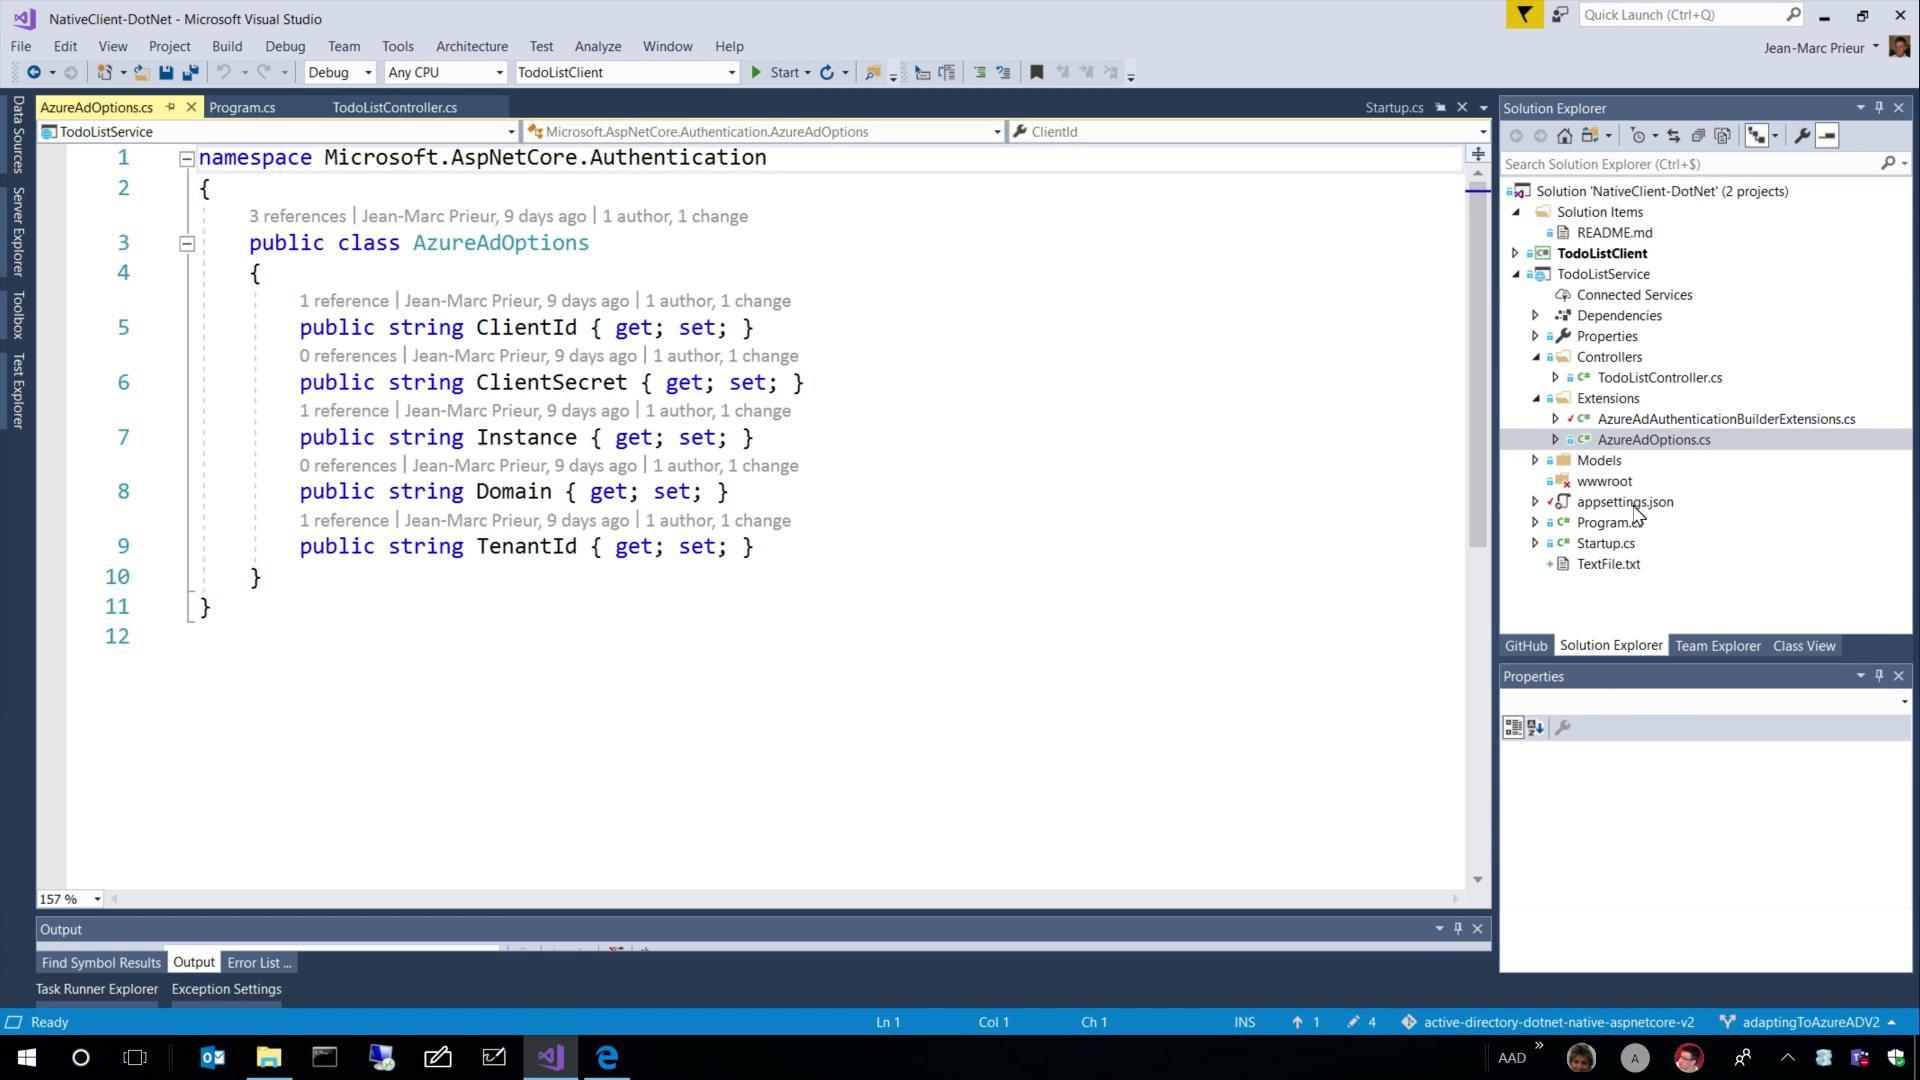 NativeClient-DotNet - Microsoft Visual Studio
Quick Launch (Ctrl+Q)
File Edit View Project Build Debug Team Tools Architecture Test Analyze Window Help
Jean-Marc Prieur
Debug Any CPU TodoListClient Start
AzureAdOptions.cs Program.cs TodoListController.cs Startup.cs
TodoListService Microsoft.AspNetCore.Authentication.AzureAdOptions ClientId
Data Sources
Server Explorer
Toolbox
Test Explorer
1 namespace Microsoft.AspNetCore.Authentication
2 {
3 references | Jean-Marc Prieur, 9 days ago | 1 author, 1 change
3 public class AzureAdOptions
4 {
1 reference | Jean-Marc Prieur, 9 days ago | 1 author, 1 change
5 public string ClientId { get; set; }
0 references | Jean-Marc Prieur, 9 days ago | 1 author, 1 change
6 public string ClientSecret { get; set; }
1 reference | Jean-Marc Prieur, 9 days ago | 1 author, 1 change
7 public string Instance { get; set; }
0 references | Jean-Marc Prieur, 9 days ago | 1 author, 1 change
8 public string Domain { get; set; }
1 reference | Jean-Marc Prieur, 9 days ago | 1 author, 1 change
9 public string TenantId { get; set; }
10 }
11 }
12
157 %
Solution Explorer
Search Solution Explorer (Ctrl+$)
Solution 'NativeClient-DotNet' (2 projects)
Solution Items
README.md
TodoListClient
TodoListService
Connected Services
Dependencies
Properties
Controllers
TodoListController.cs
Extensions
AzureAdAuthenticationBuilderExtensions.cs
AzureAdOptions.cs
Models
wwwroot
appsettings.json
Program.cs
Startup.cs
TextFile.txt
GitHub Solution Explorer Team Explorer Class View
Properties
Output
Find Symbol Results Output Error List ...
Task Runner Explorer Exception Settings
Ready Ln 1 Col 1 Ch 1 INS 1 4 active-directory-dotnet-native-aspnetcore-v2 adaptingToAzureADV2
AAD A